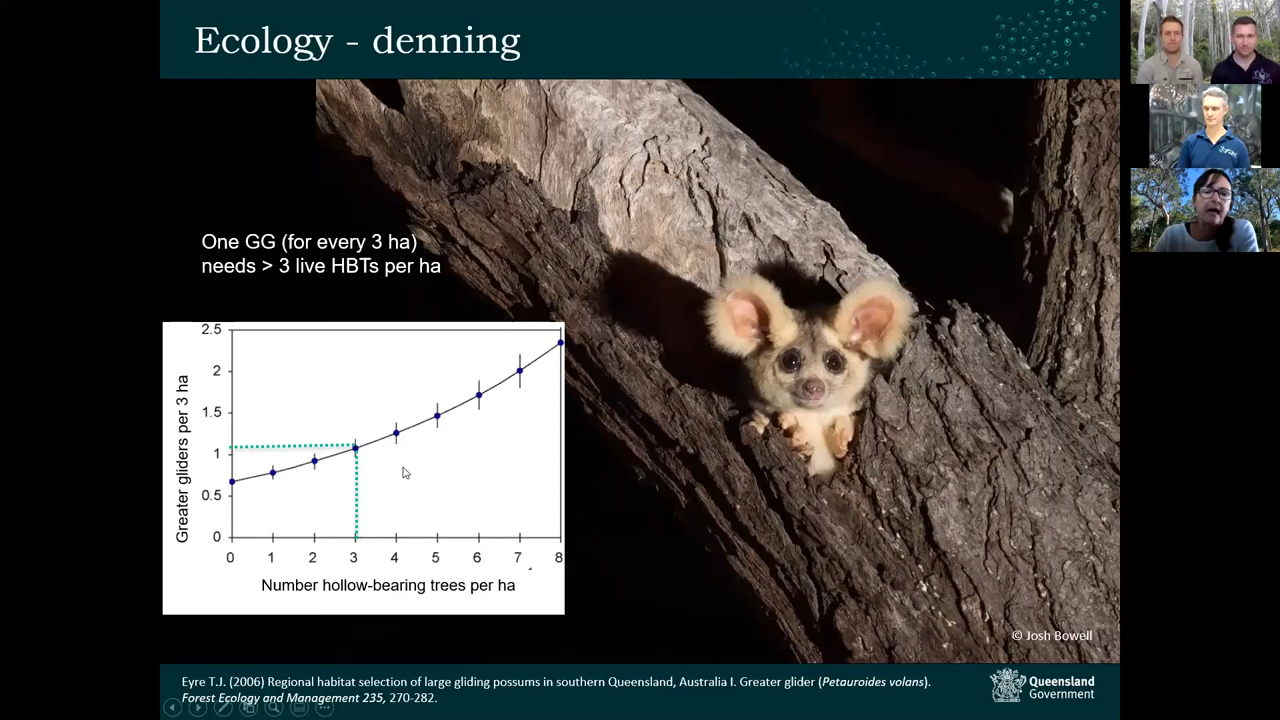 Ecology - denning
One GG (for every 3 ha)
needs > 3 live HBTs per ha
2.5
2
1.5
1
0.5
0
Greater gliders per 3 ha
0 1 2 3 4 5 6 7 8
Number hollow-bearing trees per ha
© Josh Bowell
Eyre T.J. (2006) Regional habitat selection of large gliding possums in southern Queensland, Australia I. Greater glider (Petauroides volans).
Forest Ecology and Management 235, 270-282.
Queensland
Government